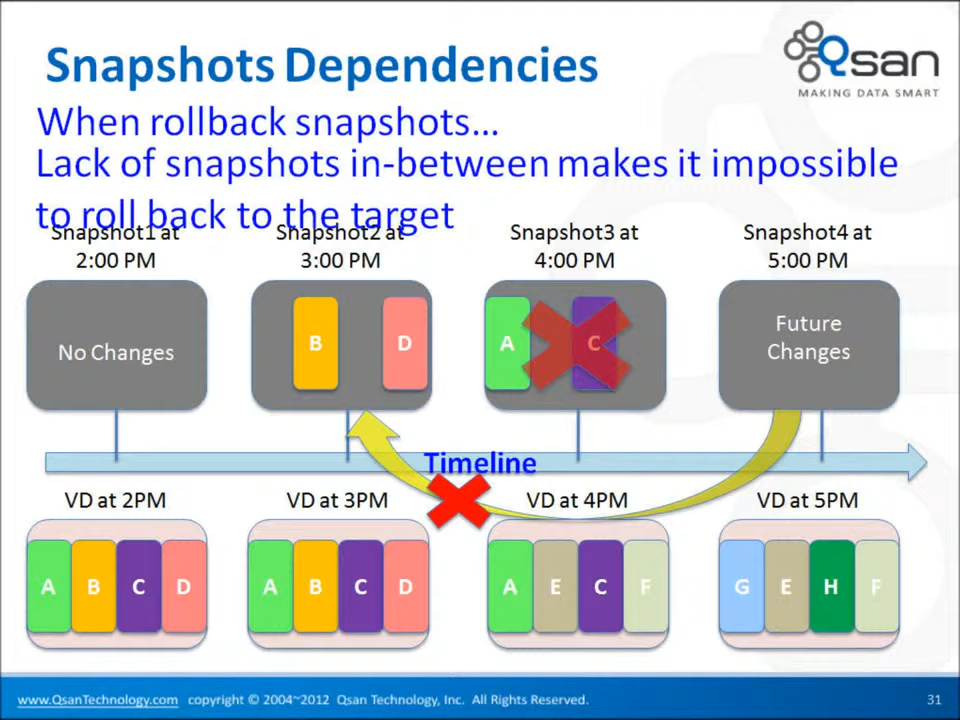 Snapshots Dependencies
Qsan
MAKING DATA SMART
When rollback snapshots...
Lack of snapshots in-between makes it impossible
to roll back to the target
Snapshot1 at
2:00 PM
Snapshot2 at
3:00 PM
Snapshot3 at
4:00 PM
Snapshot4 at
5:00 PM
No Changes
B D
A C
Future
Changes
Timeline
VD at 2PM
VD at 3PM
VD at 4PM
VD at 5PM
A B C D
A B C D
A E C F
G E H F
www.QsanTechnology.com copyright © 2004~2012 Qsan Technology, Inc. All Rights Reserved.
31